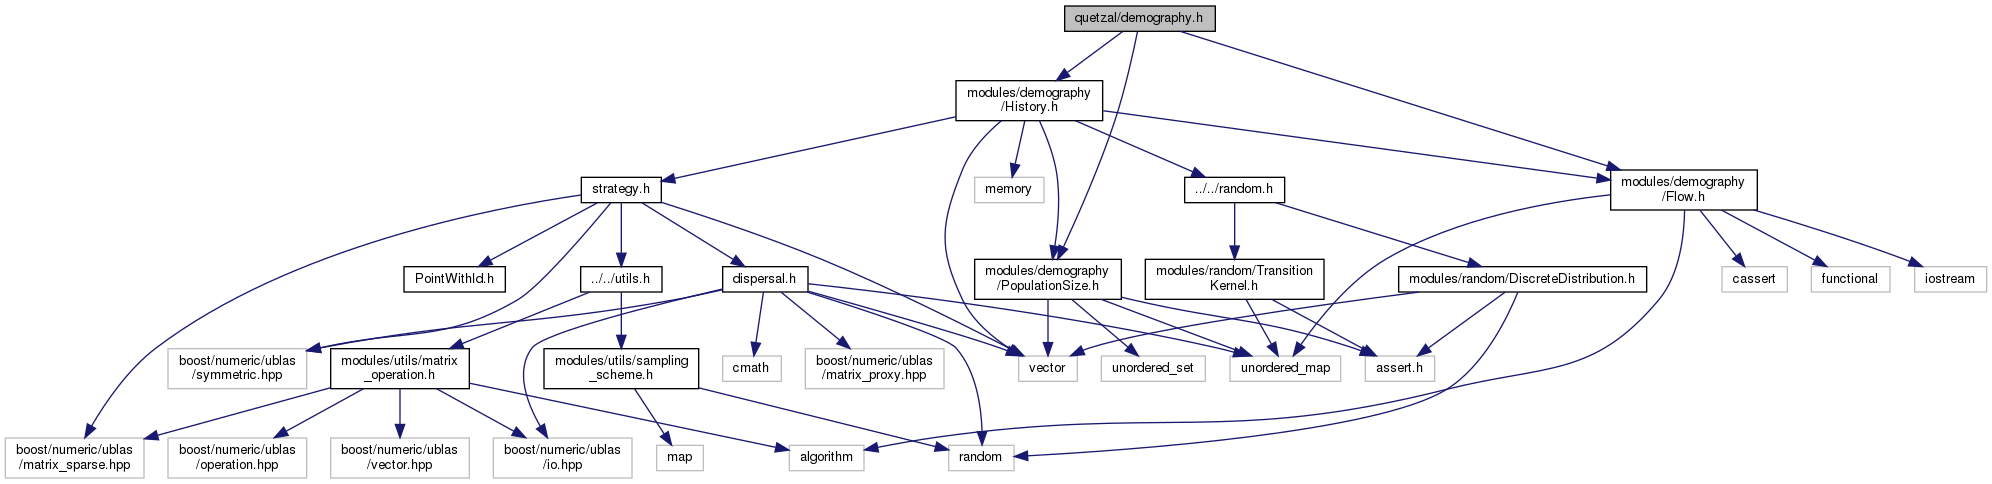 quetzal/demography.h
modules/demography
/History.h
strategy.h
memory
../../random.h
modules/demography
/Flow.h
PointWithId.h
../../utils.h
dispersal.h
modules/demography
/PopulationSize.h
modules/random/Transition
Kernel.h
modules/random/DiscreteDistribution.h
cassert
functional
iostream
boost/numeric/ublas
/symmetric.hpp
modules/utils/matrix
_operation.h
modules/utils/sampling
_scheme.h
cmath
boost/numeric/ublas
/matrix_proxy.hpp
vector
unordered_set
unordered_map
assert.h
boost/numeric/ublas
/matrix_sparse.hpp
boost/numeric/ublas
/operation.hpp
boost/numeric/ublas
/vector.hpp
boost/numeric/ublas
/io.hpp
map
algorithm
random